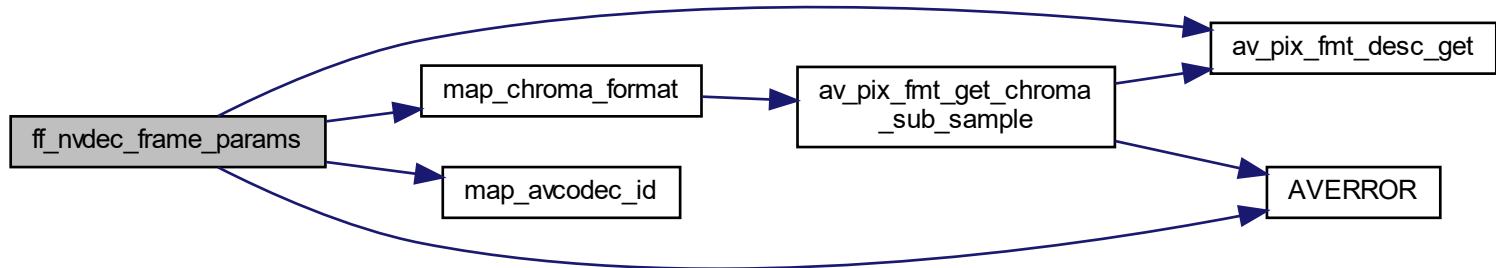 ff_nvdec_frame_params
map_chroma_format
map_avcodec_id
av_pix_fmt_get_chroma
_sub_sample
av_pix_fmt_desc_get
AVERROR